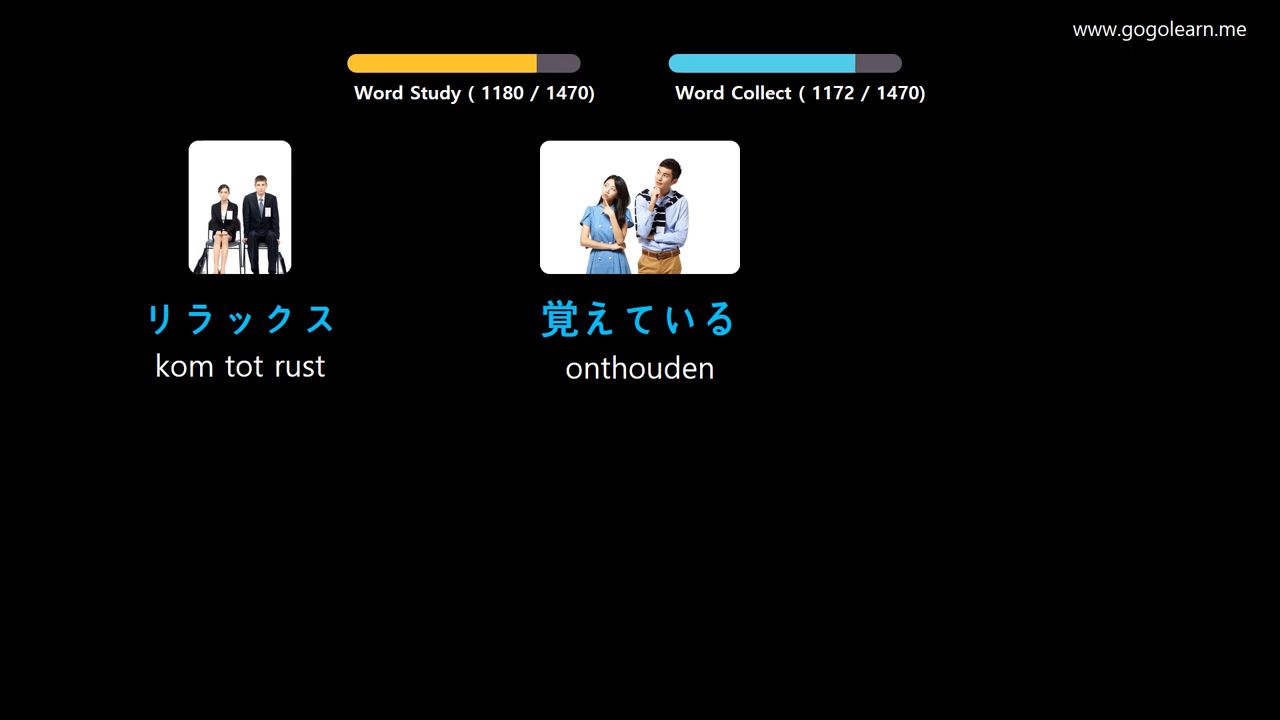 www.gogolearn.me
Word Study ( 1180 / 1470)
Word Collect ( 1172 / 1470)
リラックス
kom tot rust
覚えている
onthouden